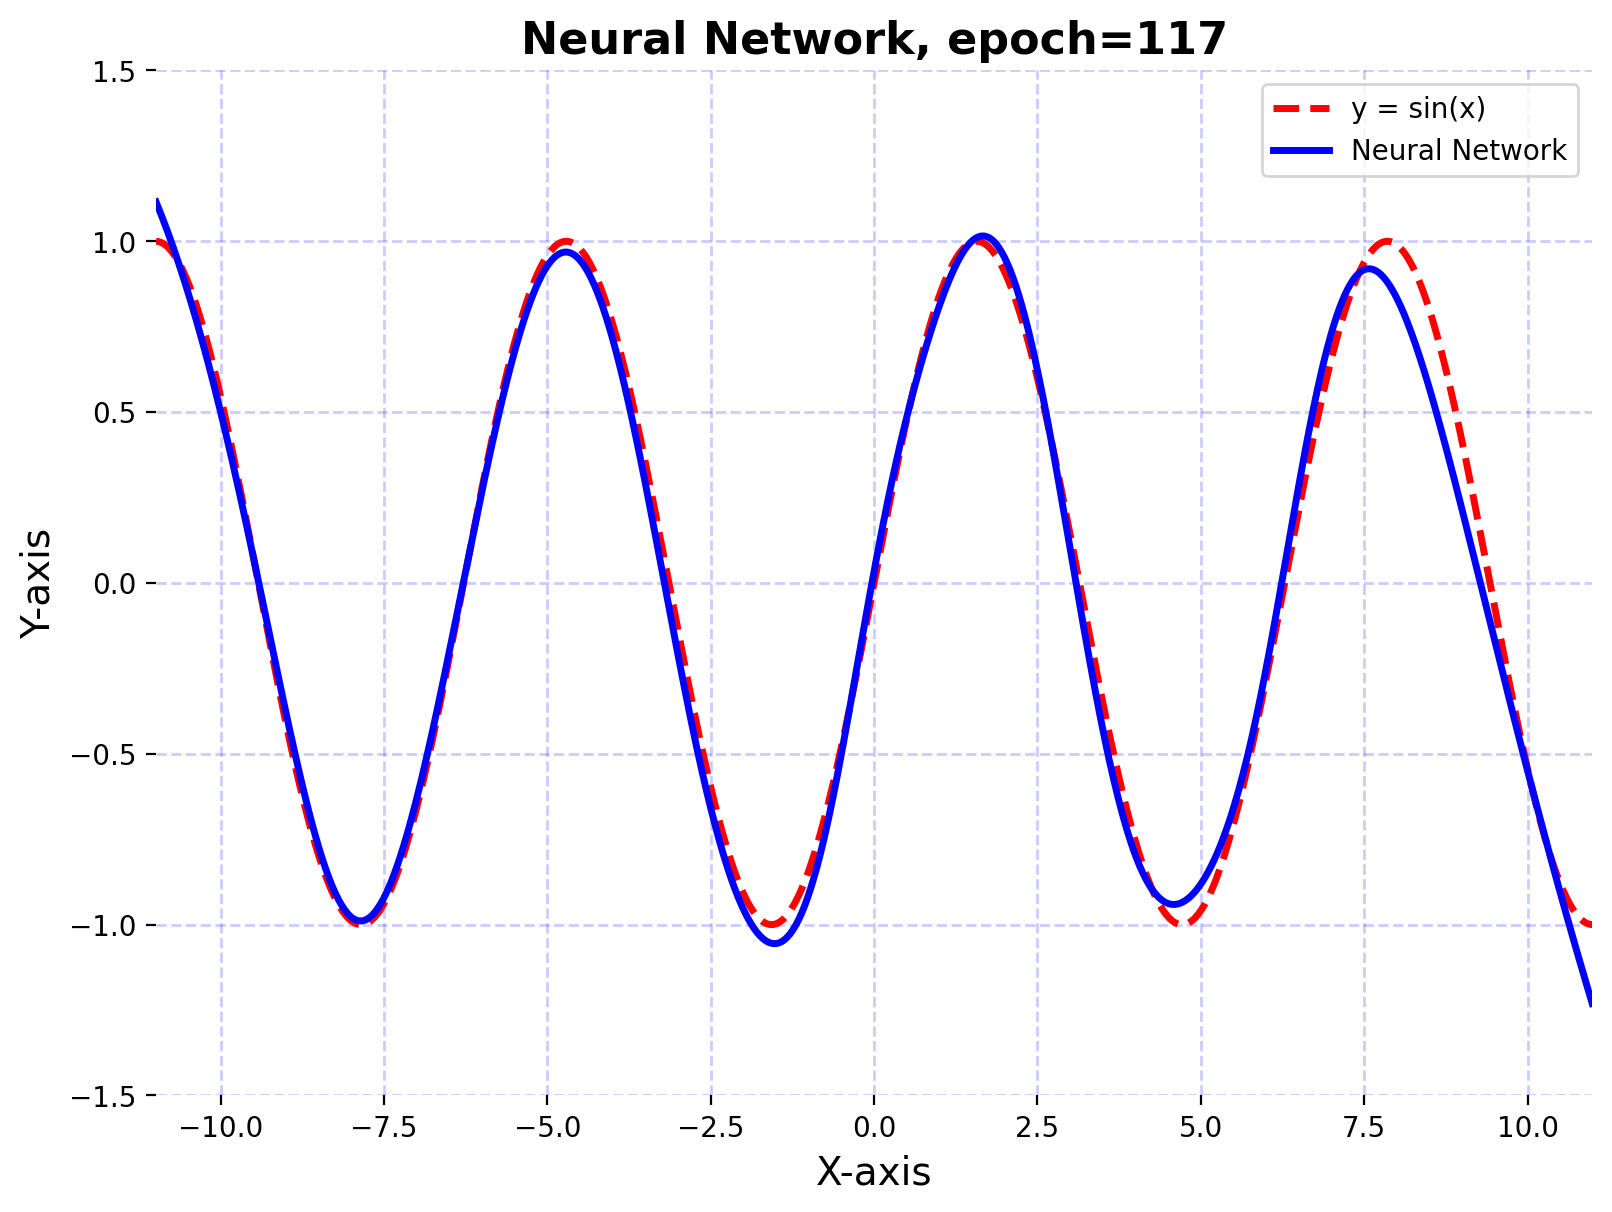 Neural Network, epoch=117
y = sin(x)
Neural Network
1.5
1.0
0.5
0.0
−0.5
−1.0
−1.5
Y-axis
−10.0 −7.5 −5.0 −2.5 0.0 2.5 5.0 7.5 10.0
X-axis